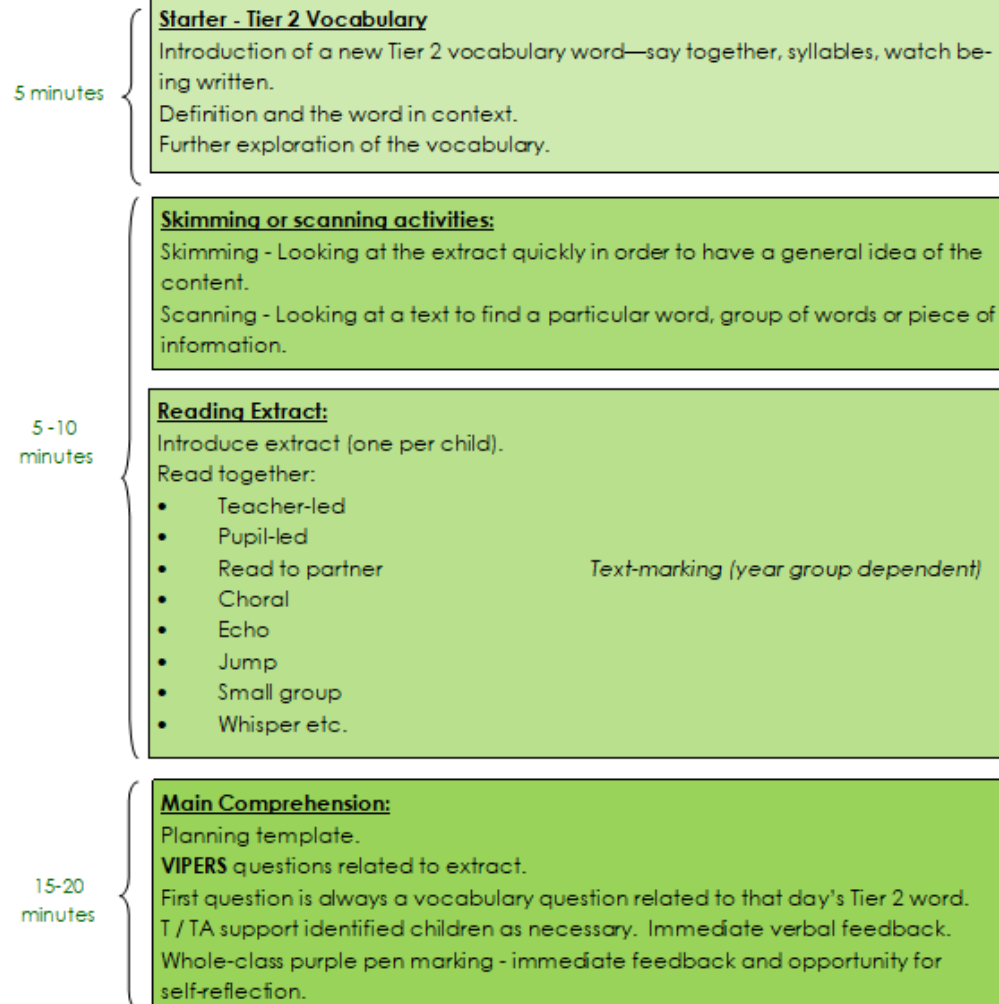 Starter - Tier 2 Vocabulary
Introduction of a new Tier 2 vocabulary word—say together, syllables, watch be-
ing written.
5 minutes
Definition and the word in context.
Further exploration of the vocabulary.
Skimming or scanning activities:
Skimming - Looking at the extract quickly in order to have a general idea of the
content.
Scanning - Looking at a text to find a particular word, group of words or piece of
information.
5 -10
minutes
Reading Extract:
Introduce extract (one per child).
Read together:
• Teacher-led
• Pupil-led
• Read to partner
Text-marking (year group dependent)
• Choral
• Echo
• Jump
• Small group
• Whisper etc.
Main Comprehension:
Planning template.
VIPERS questions related to extract.
15-20
minutes
First question is always a vocabulary question related to that day's Tier 2 word.
T / TA support identified children as necessary.  Immediate verbal feedback.
Whole-class purple pen marking - immediate feedback and opportunity for
self-reflection.